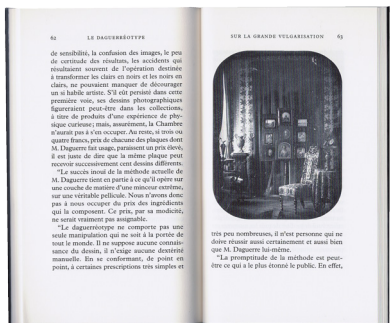 62 LE DAGUERRÉOTYPE
de sensibilité, la confusion des images, le peu
de certitude des résultats, les accidents qui
résultaient souvent de l'opération destinée
à transformer les clairs en noirs et les noirs en
clairs, ne pouvaient manquer de décourager
un si habile artiste. S'il eût persisté dans cette
première voie, ses dessins photographiques
figureraient peut-être dans les collections,
à titre de produits d'une expérience de phy-
sique curieuse ; mais, assurément, la Chambre
n'aurait pas à s'en occuper. Au reste, si trois ou
quatre francs, prix de chacune des plaques dont
M. Daguerre fait usage, paraissent un prix élevé,
il est juste de dire que la même plaque peut
recevoir successivement cent dessins différents.
"Le succès inouï de la méthode actuelle de
M. Daguerre tient en partie à ce qu'il opère sur
une couche de matière d'une minceur extrême,
sur une véritable pellicule. Nous n'avons donc
pas à nous occuper du prix des ingrédients
qui la composent. Ce prix, par sa modicité,
ne serait vraiment pas assignable.
"Le daguerréotype ne comporte pas une
seule manipulation qui ne soit à la portée de
tout le monde. Il ne suppose aucune connais-
sance du dessin, il n'exige aucune dextérité
manuelle. En se conformant, de point en
point, à certaines prescriptions très simples et
SUR LA GRANDE VULGARISATION 63
très peu nombreuses, il n'est personne qui ne
doive réussir aussi certainement et aussi bien
que M. Daguerre lui-même.
"La promptitude de la méthode est peut-
être ce qui a le plus étonné le public. En effet,